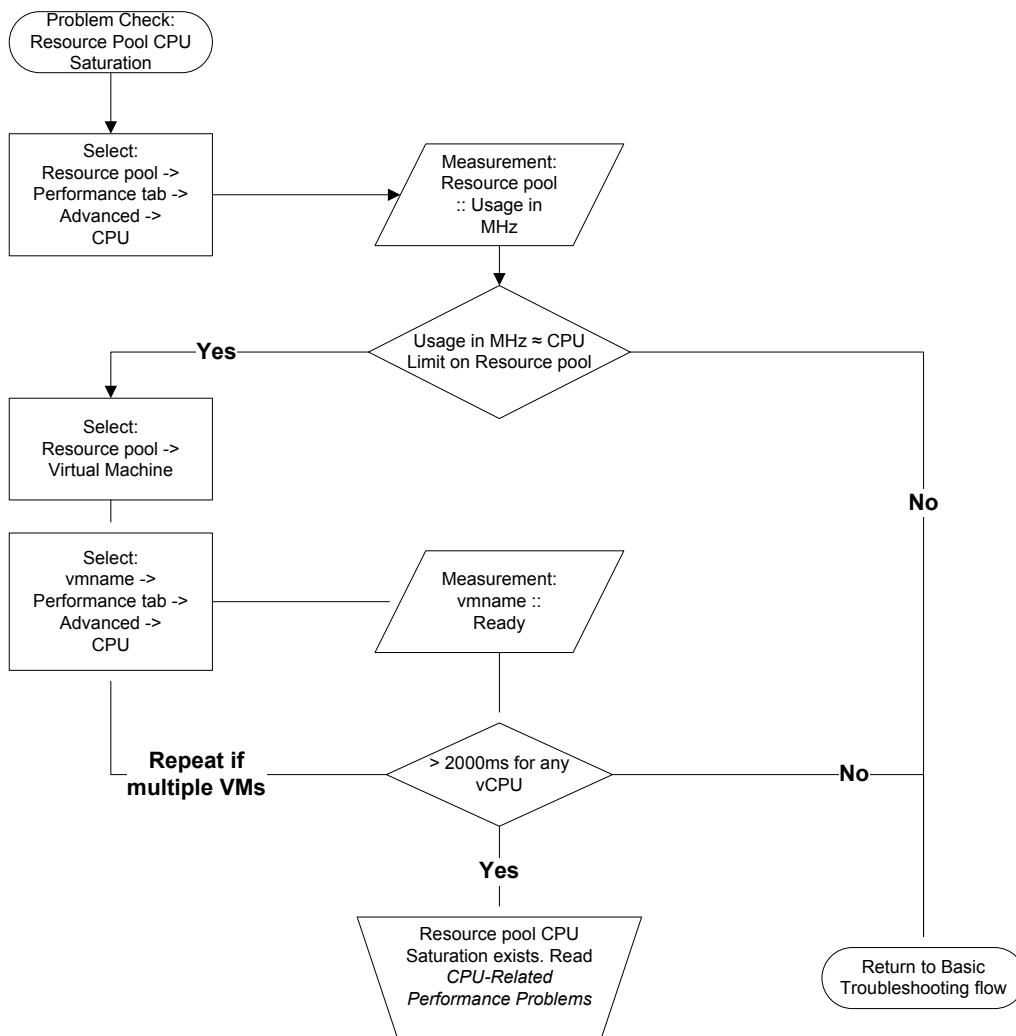 Problem Check:
Resource Pool CPU
Saturation
Select:
Resource pool ->
Performance tab ->
Advanced ->
CPU
Measurement:
Resource pool
:: Usage in
MHz
Usage in MHz ≈ CPU
Limit on Resource pool
Yes
No
Select:
Resource pool ->
Virtual Machine
Select:
vmname ->
Performance tab ->
Advanced ->
CPU
Measurement:
vmname ::
Ready
> 2000ms for any
vCPU
Repeat if
multiple VMs
No
Yes
Resource pool CPU
Saturation exists. Read
CPU-Related
Performance Problems
Return to Basic
Troubleshooting flow